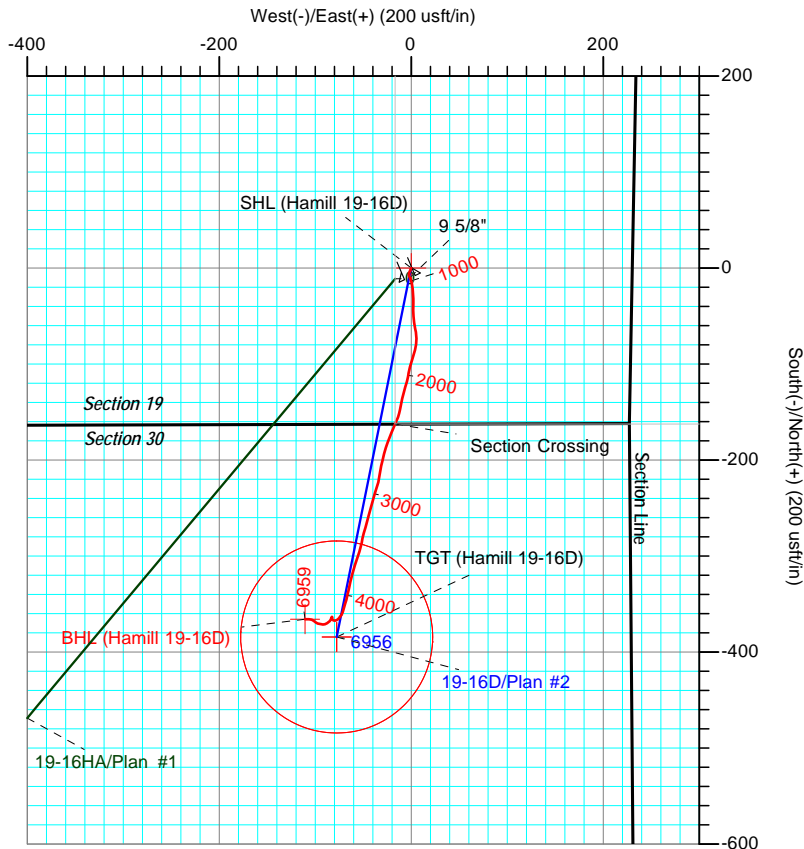 West(-)/East(+) (200 usft/in)
-400
-200
0
200
200
SHL (Hamill 19-16D)
9 5/8"
0
1000
2000
Section 19
Section 30
Section Crossing
-200
Section Line
South(-)/North(+) (200 usft/in)
3000
TGT (Hamill 19-16D)
6959
4000
BHL (Hamill 19-16D)
6956
-400
19-16D/Plan #2
19-16HA/Plan #1
-600